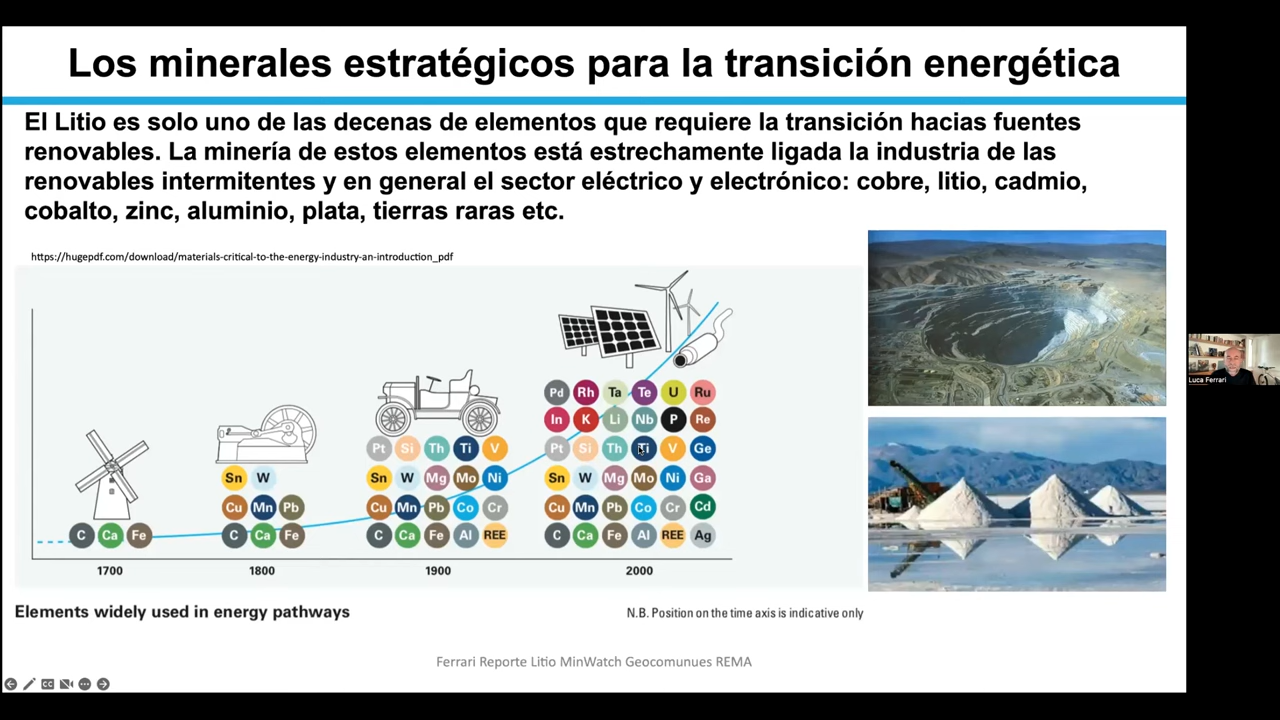 Los minerales estratégicos para la transición energética
El Litio es solo uno de las decenas de elementos que requiere la transición hacias fuentes
renovables. La minería de estos elementos está estrechamente ligada la industria de las
renovables intermitentes y en general el sector eléctrico y electrónico: cobre, litio, cadmio,
cobalto, zinc, aluminio, plata, tierras raras etc.
https://hugepdf.com/download/materials-critical-to-the-energy-industry-an-introduction_pdf
Pd Rh Ta Te U Ru
In K Li Nb P Re
Pt Si Th Ti V Pt Si Th Ti V Ge
Sn W Sn W Mg Mo Ni Sn W Mg Mo Ni Ga
Cu Mn Pb Cu Mn Pb Co Cr Cu Mn Pb Co Cr Cd
C Ca Fe C Ca Fe C Ca Fe Al REE C Ca Fe Al REE Ag
1700 1800 1900 2000
Elements widely used in energy pathways
N.B. Position on the time axis is indicative only
Ferrari Reporte Litio MinWatch Geocomunues REMA
CC
Luca Ferrari